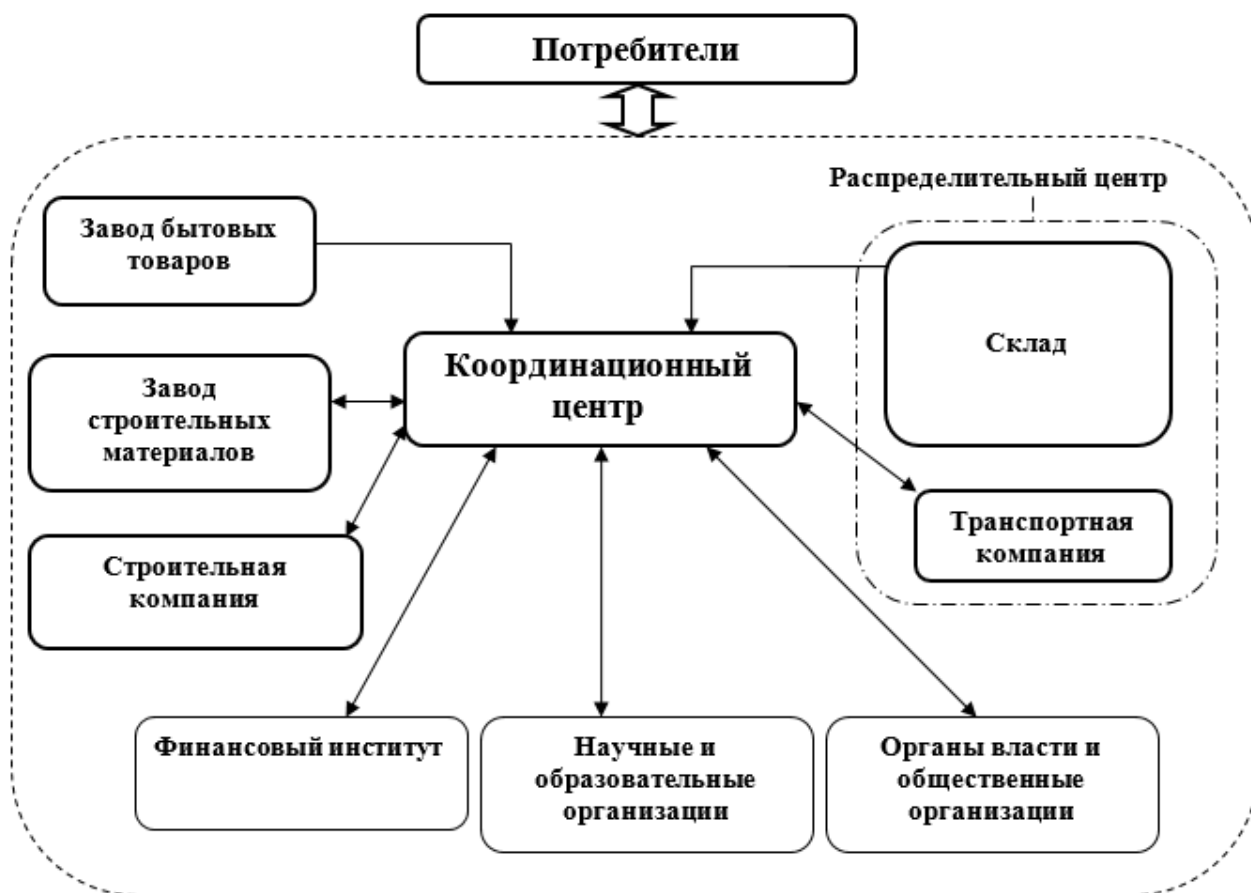 Потребители
Распределительный центр
Завод бытовых
товаров
Склад
Координационный
центр
Завод
строительных
материалов
Транспортная
компания
Строительная
компания
Финансовый институт
Научные и
образовательные
организации
Органы власти и
общественные
организации